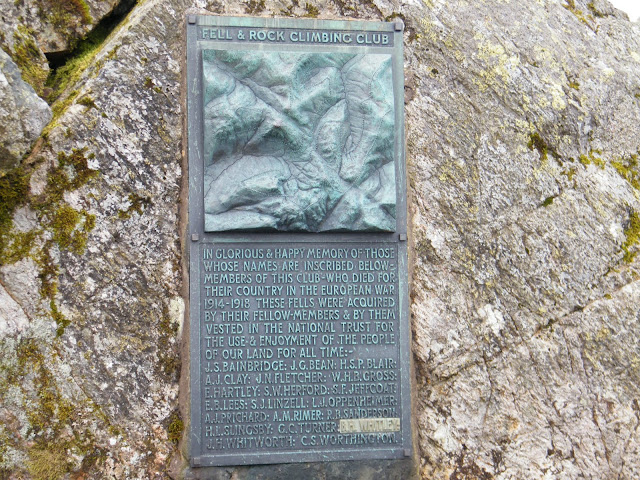 FELL & ROCK CLIMBING CLUB
IN GLORIOUS & HAPPY MEMORY OF THOSE
WHOSE NAMES ARE INSCRIBED BELOW-
MEMBERS OF THIS CLUB-WHO DIED FOR
THEIR COUNTRY IN THE EUROPEAN WAR
1914-1918 THESE FELLS WERE ACQUIRED
BY THEIR FELLOW-MEMBERS & BY THEM
VESTED IN THE NATIONAL TRUST FOR
THE USE & ENJOYMENT OF THE PEOPLE
OF OUR LAND FOR ALL TIME:-
J.S.BAINBRIDGE: J.G.BEAN: H.S.P.BLAIR:
A.J.CLAY: J.N.FLETCHER: W.H.B.GROSS:
E.HARTLEY: S.W.HERFORD: S.F.JEFFCOAT:
E.B.LEES: S.LINZELL: L.J.OPPENHEIMER:
A.J.PRICHARD: A.M.RIMER: R.B.SANDERSON:
H.L.SLINGSBY: G.C.TURNER: B.H.WHITLEY:
J.H.WHITWORTH: C.S.WORTHINGTON.